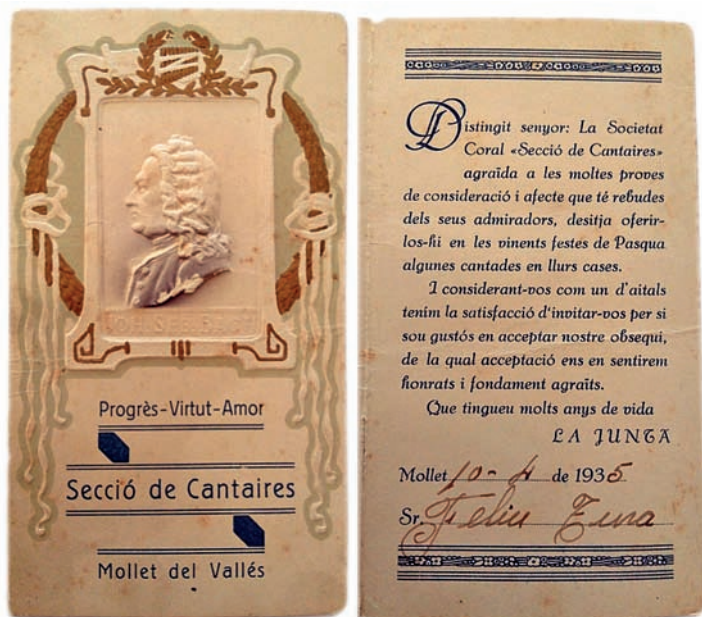 JOH. SEB. BACH
Progrès-Virtut-Amor
Secció de Cantaires
Mollet del Vallés
Distingit senyor: La Societat
Coral «Secció de Cantaires»
agraïda a les moltes proves
de consideració i afecte que té rebudes
dels seus admiradors, desitja oferir-
los-hi en les vinents festes de Pasqua
algunes cantades en llurs cases.
I considerant-vos com un d'aitals
tenim la satisfacció d'invitar-vos per si
sou gustós en acceptar nostre obsequi,
de la qual acceptació ens en sentirem
honrats i fondament agraïts.
Que tingueu molts anys de vida
LA JUNTA
Mollet 10-4 de 1935
Sr. Feliu Tura